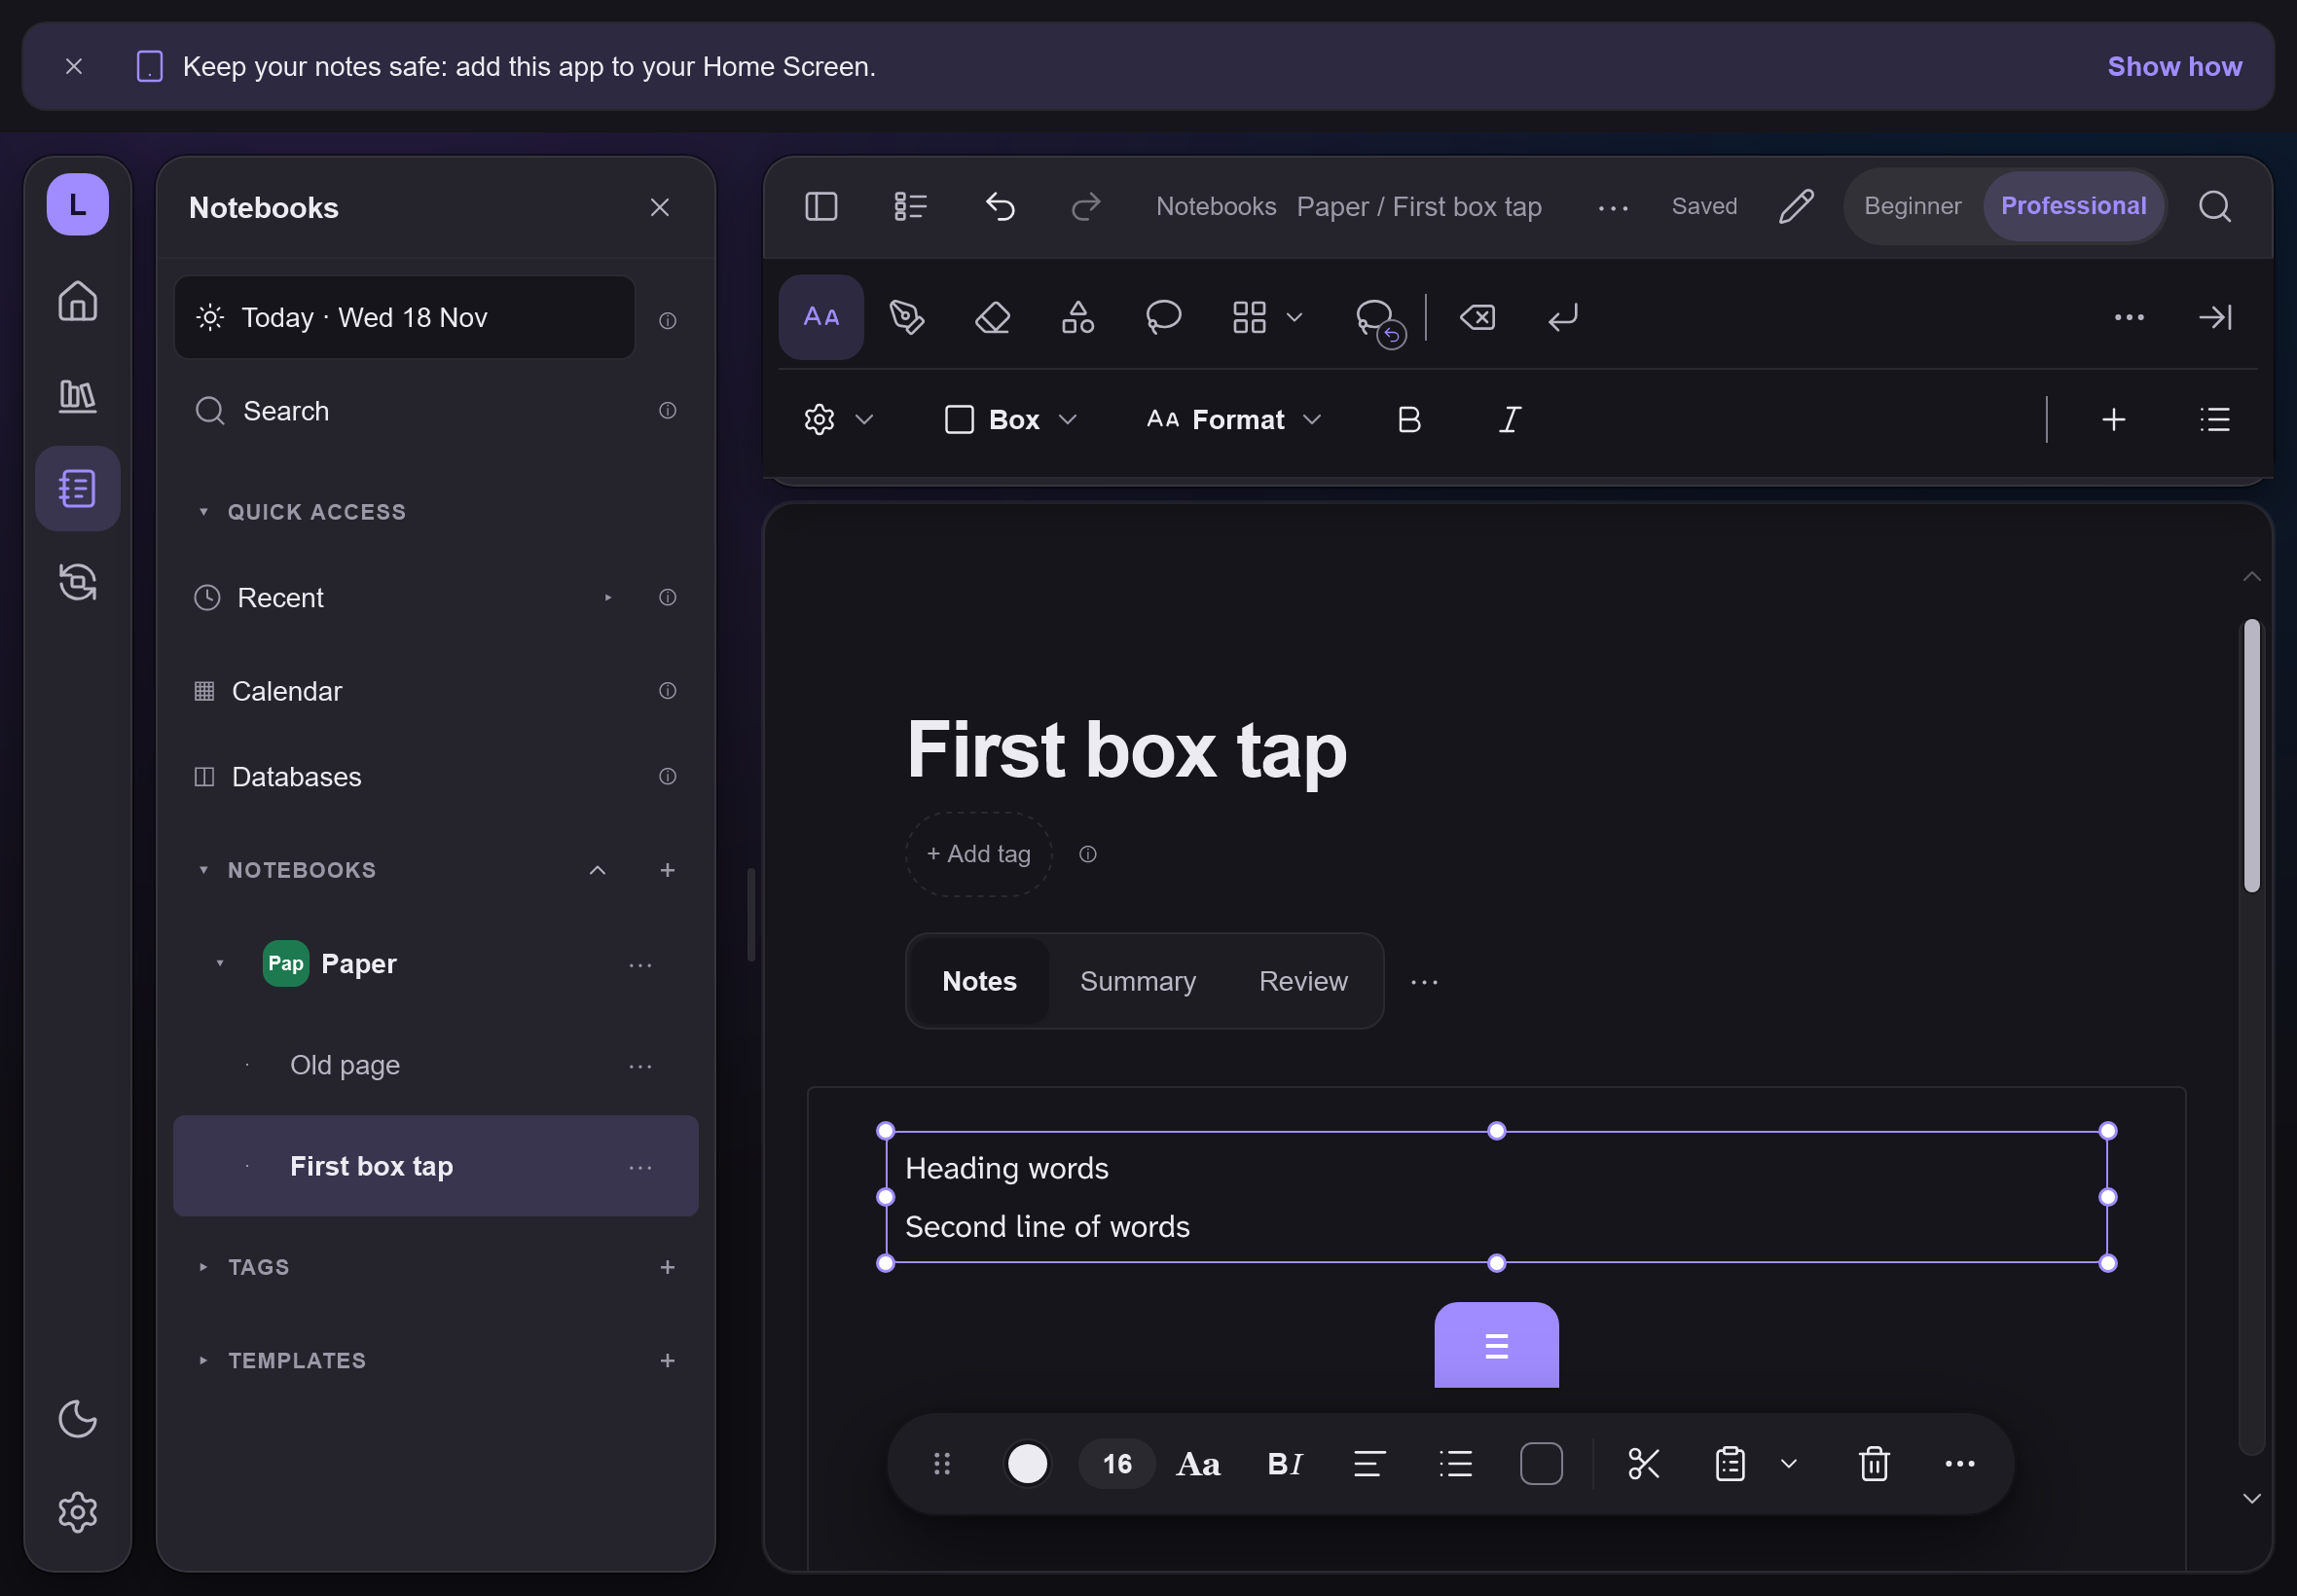 Keep your notes safe: add this app to your Home Screen.
Show how
L
Notebooks
Today · Wed 18 Nov
Search
QUICK ACCESS
Recent
Calendar
Databases
NOTEBOOKS
Pap Paper
Old page
First box tap
TAGS
TEMPLATES
Notebooks Paper / First box tap
Saved
Beginner Professional
AA
Box
AA Format
B I
First box tap
+ Add tag
Notes Summary Review
Heading words
Second line of words
16 Aa BI